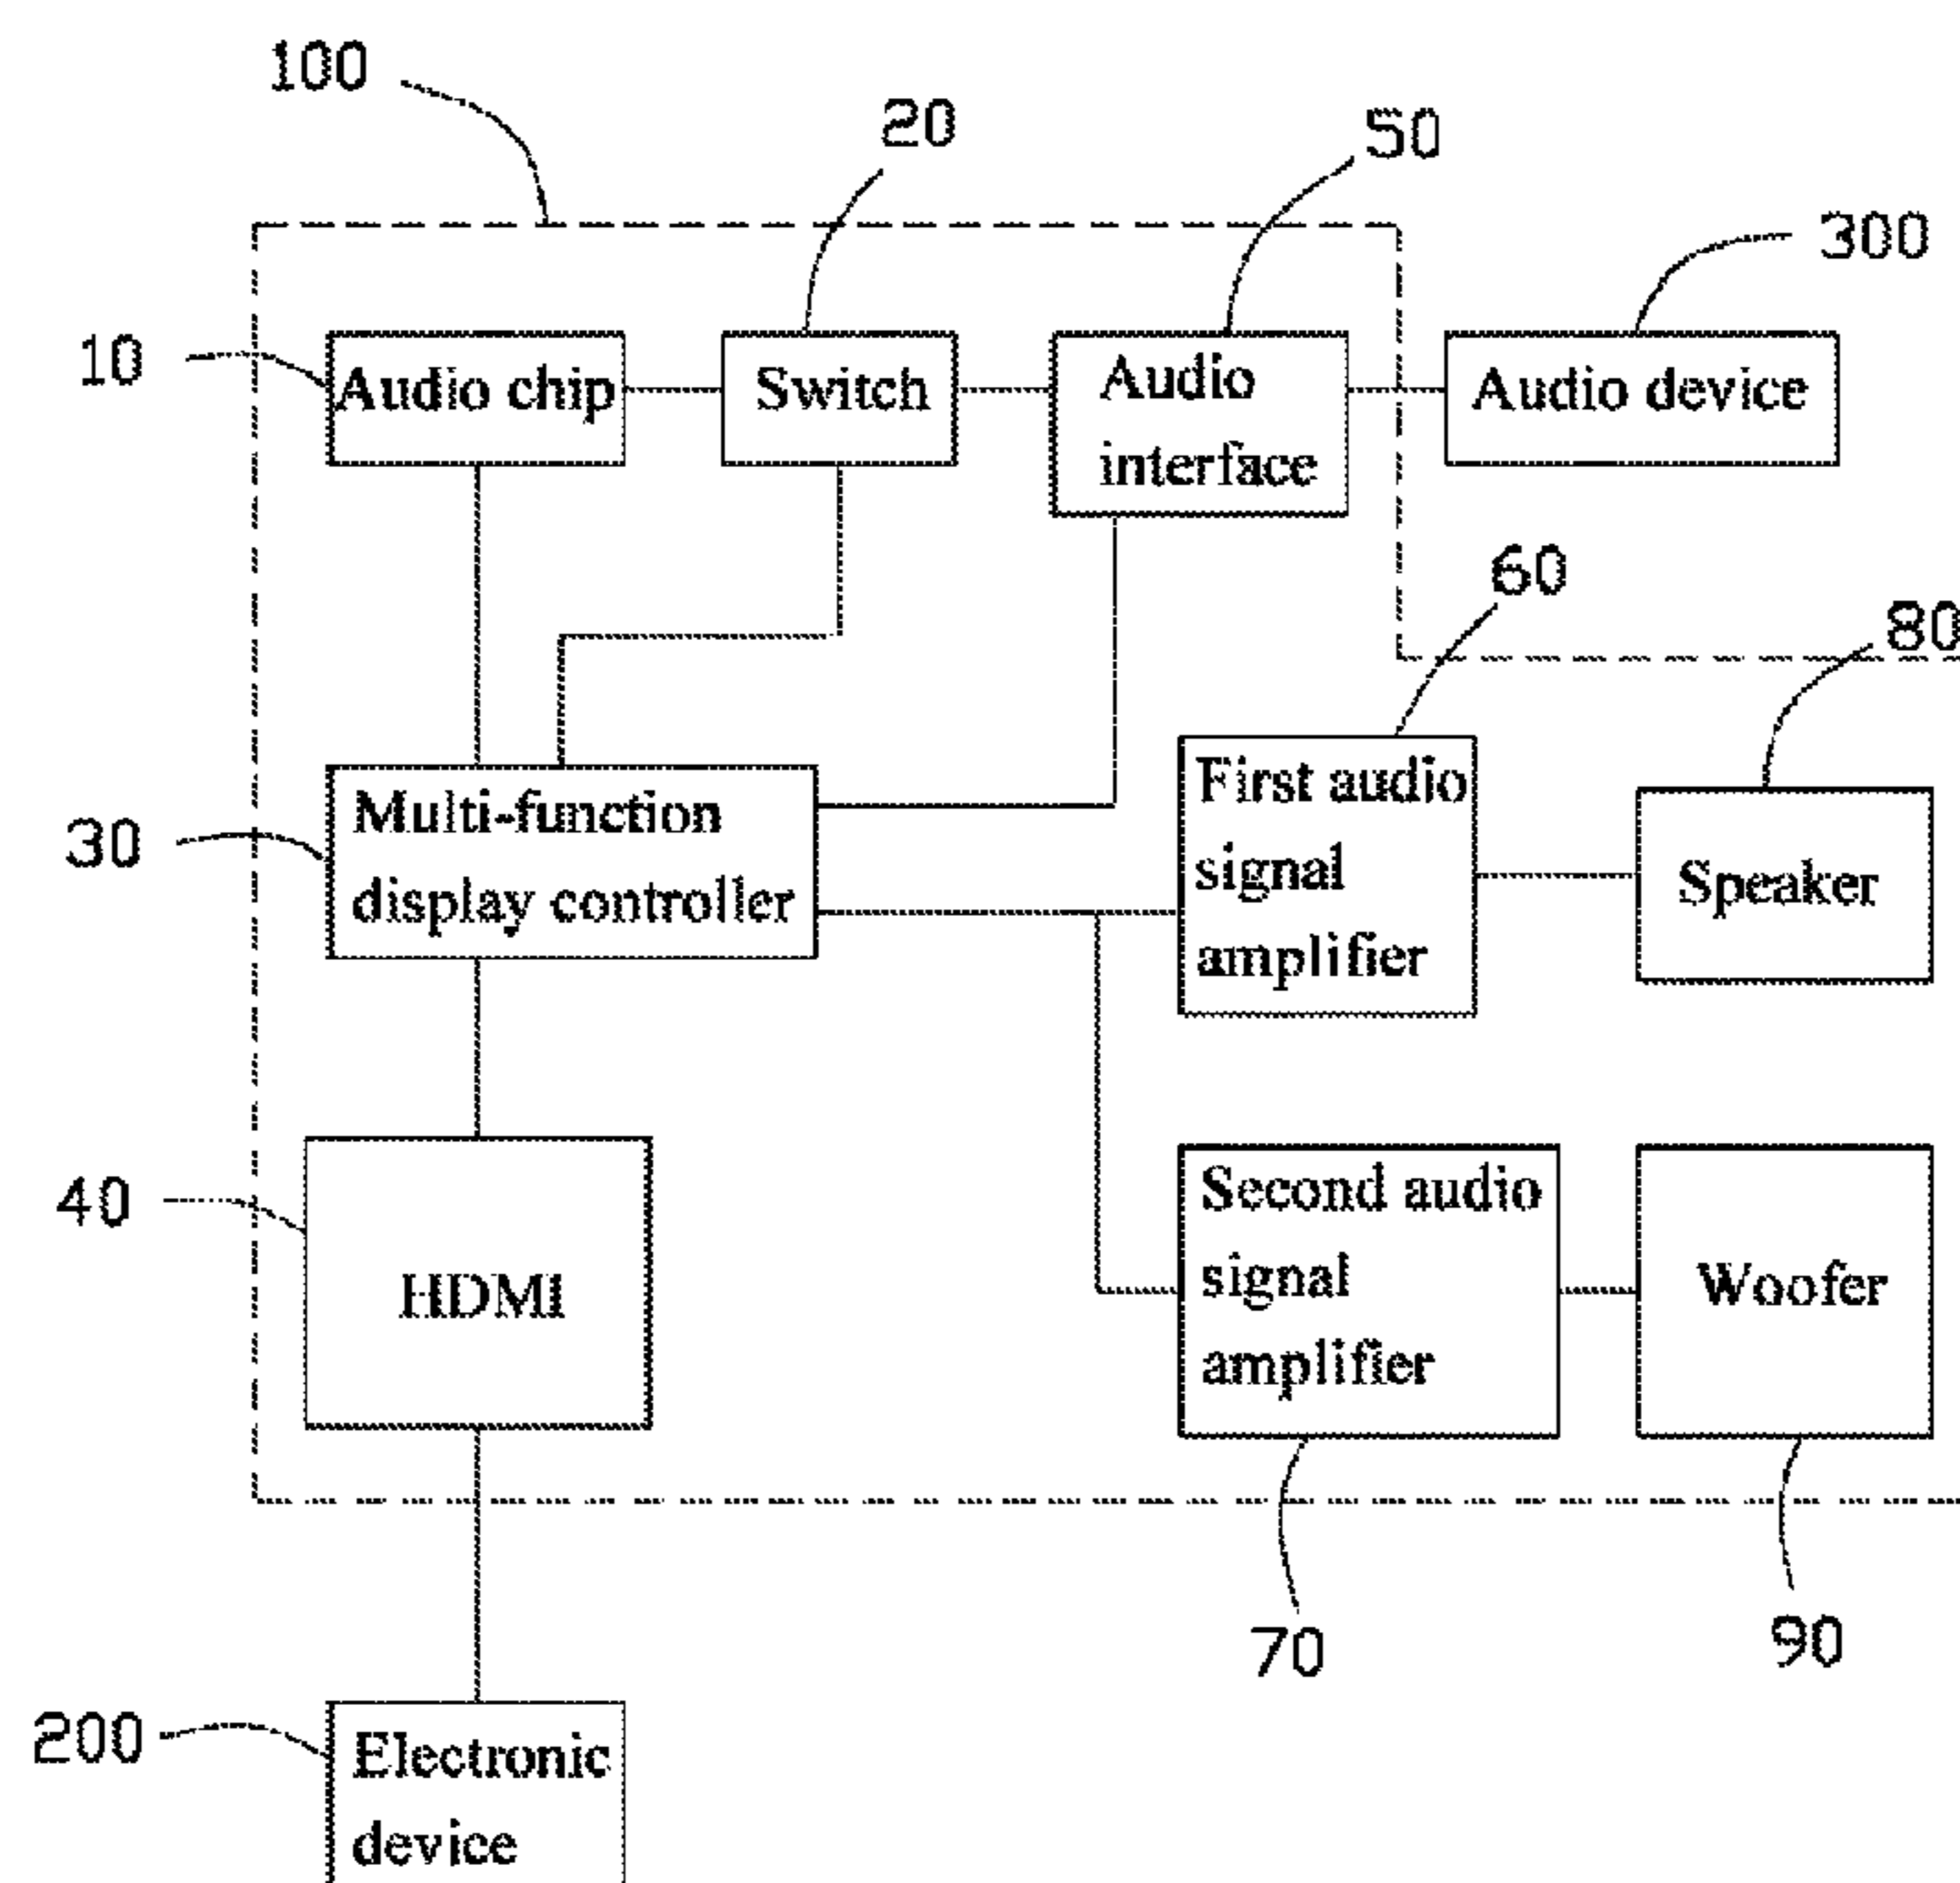 100
20
50
300
10
Audio chip
Switch
Audio
interface
Audio device
60
80
30
Multi-function
display controller
First audio
signal
amplifier
Speaker
40
HDMI
Second audio
signal
amplifier
Woofer
70
90
200
Electronic
device